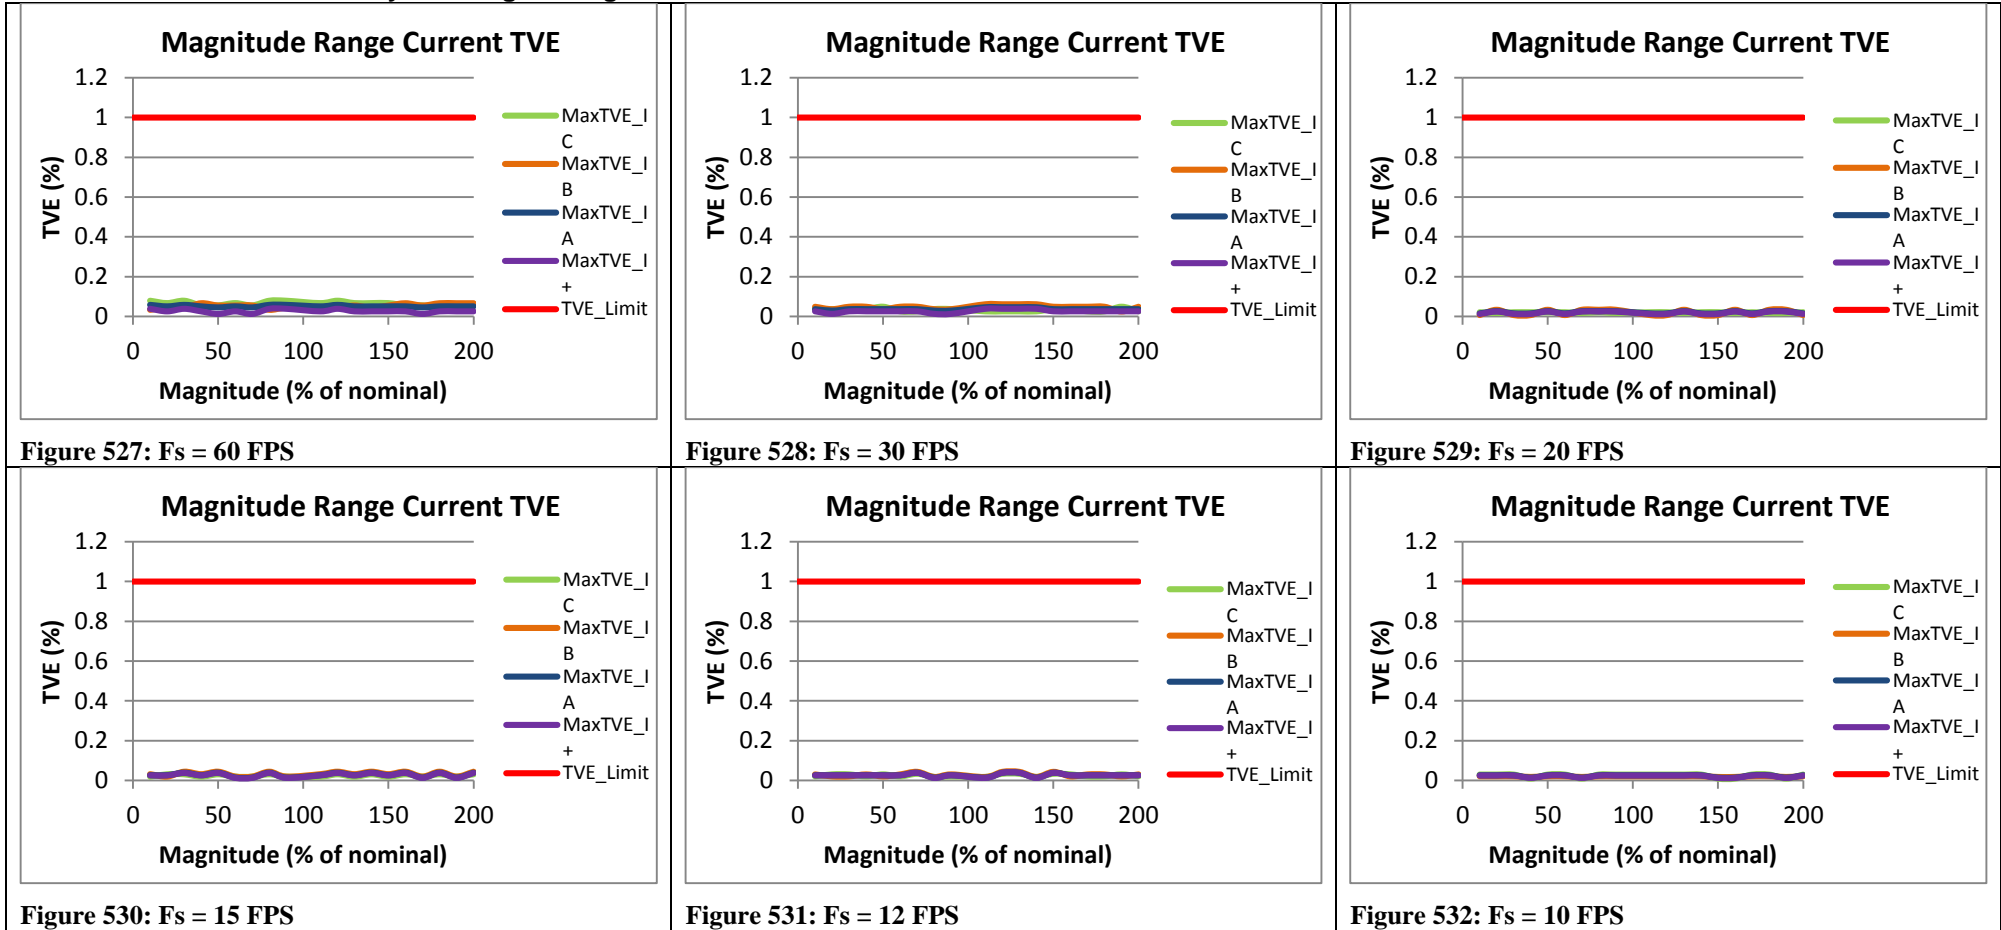 Magnitude Range Current TVE
1.2
1
0.8
0.6
0.4
0.2
0
TVE (%)
0 50 100 150 200
Magnitude (% of nominal)
MaxTVE_I
C
MaxTVE_I
B
MaxTVE_I
A
MaxTVE_I
+
TVE_Limit
Figure 527: Fs = 60 FPS
Magnitude Range Current TVE
1.2
1
0.8
0.6
0.4
0.2
0
TVE (%)
0 50 100 150 200
Magnitude (% of nominal)
MaxTVE_I
C
MaxTVE_I
B
MaxTVE_I
A
MaxTVE_I
+
TVE_Limit
Figure 528: Fs = 30 FPS
Magnitude Range Current TVE
1.2
1
0.8
0.6
0.4
0.2
0
TVE (%)
0 50 100 150 200
Magnitude (% of nominal)
MaxTVE_I
C
MaxTVE_I
B
MaxTVE_I
A
MaxTVE_I
+
TVE_Limit
Figure 529: Fs = 20 FPS
Magnitude Range Current TVE
1.2
1
0.8
0.6
0.4
0.2
0
TVE (%)
0 50 100 150 200
Magnitude (% of nominal)
MaxTVE_I
C
MaxTVE_I
B
MaxTVE_I
A
MaxTVE_I
+
TVE_Limit
Figure 530: Fs = 15 FPS
Magnitude Range Current TVE
1.2
1
0.8
0.6
0.4
0.2
0
TVE (%)
0 50 100 150 200
Magnitude (% of nominal)
MaxTVE_I
C
MaxTVE_I
B
MaxTVE_I
A
MaxTVE_I
+
TVE_Limit
Figure 531: Fs = 12 FPS
Magnitude Range Current TVE
1.2
1
0.8
0.6
0.4
0.2
0
TVE (%)
0 50 100 150 200
Magnitude (% of nominal)
MaxTVE_I
C
MaxTVE_I
B
MaxTVE_I
A
MaxTVE_I
+
TVE_Limit
Figure 532: Fs = 10 FPS